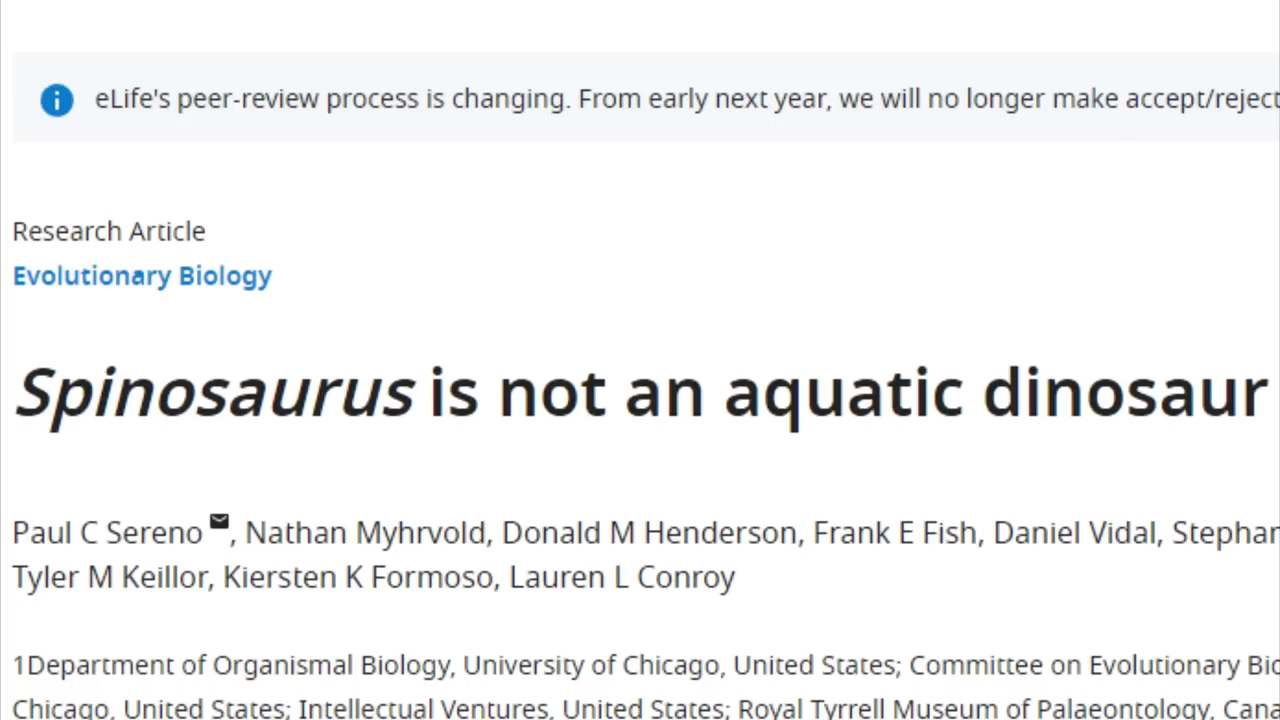 eLife's peer-review process is changing. From early next year, we will no longer make accept/reject
Research Article
Evolutionary Biology
Spinosaurus is not an aquatic dinosaur
Paul C Sereno, Nathan Myhrvold, Donald M Henderson, Frank E Fish, Daniel Vidal,
Tyler M Keillor, Kiersten K Formoso, Lauren L Conroy
1Department of Organismal Biology, University of Chicago, United States; Committee on Evolutionary
Chicago, United States; Intellectual Ventures, United States; Royal Tyrrell Museum of Palaeontology,